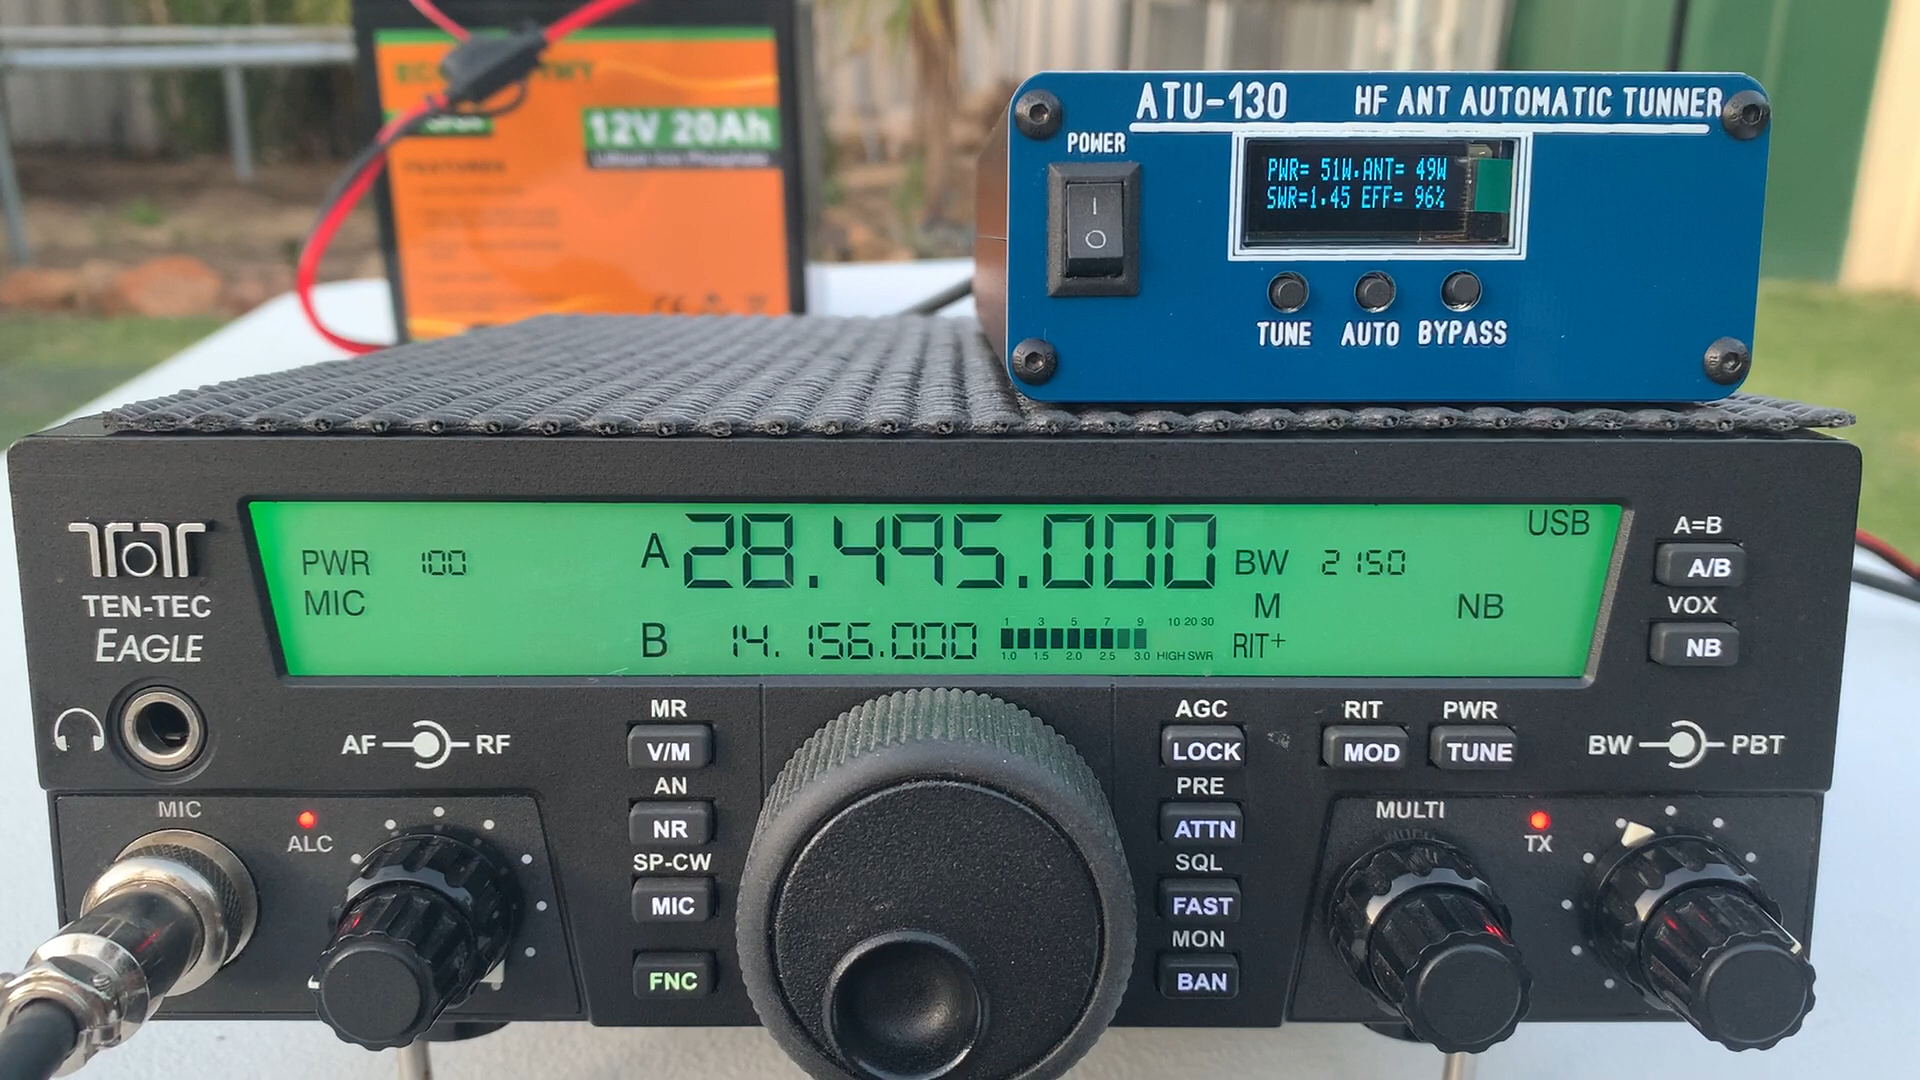 12V 20Ah
Lithium Iron Phosphate
FEATURES
ATU-130 HF ANT AUTOMATIC TUNNER
POWER
PWR= 51W.ANT= 49W
SWR=1.45 EFF= 96%
I
O
TUNE AUTO BYPASS
TEN-TEC
EAGLE
PWR 100 A 28.495.000 BW 2150 USB
MIC M NB
B 14.156.000 RIT+
1 3 5 7 9 10 20 30
1.0 1.5 2.0 2.5 3.0 HIGH SWR
A=B
A/B
VOX
NB
AF RF
MR
V/M
AN
NR
SP-CW
MIC
FNC
AGC
LOCK
PRE
ATTN
SQL
FAST
MON
BAN
RIT PWR
MOD TUNE
BW PBT
MIC
ALC
MULTI
TX